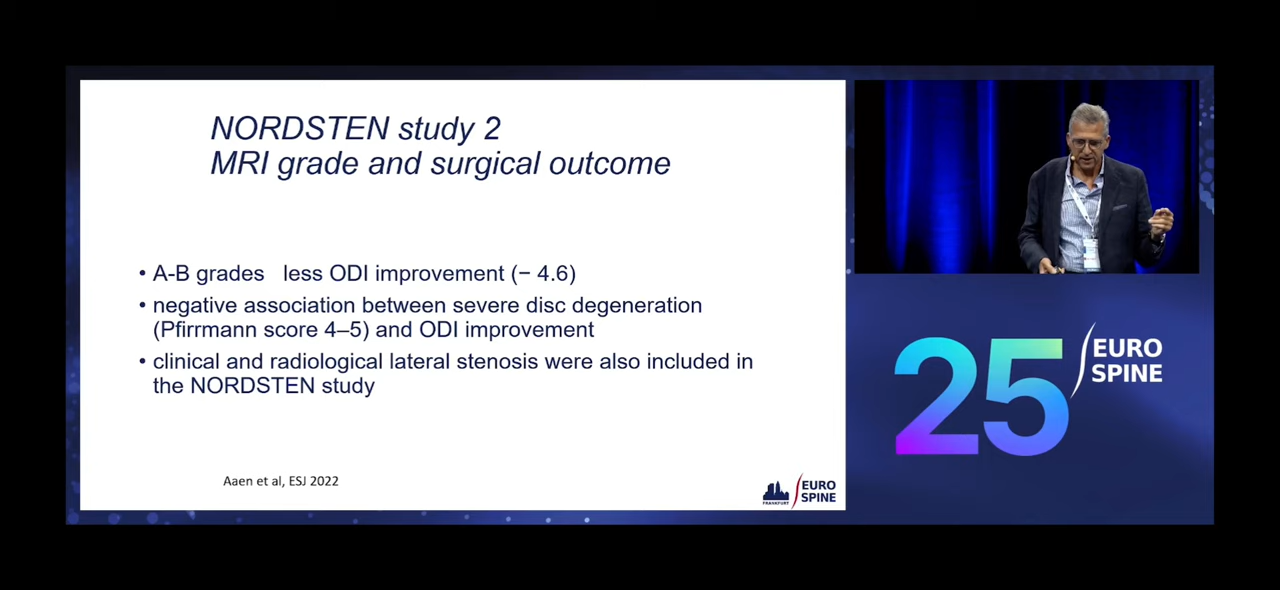 NORDSTEN study 2
MRI grade and surgical outcome
• A-B grades less ODI improvement (− 4.6)
• negative association between severe disc degeneration
(Pfirrmann score 4–5) and ODI improvement
• clinical and radiological lateral stenosis were also included in
the NORDSTEN study
Aaen et al, ESJ 2022
FRANKFURT
EURO
SPINE
25
EURO
SPINE